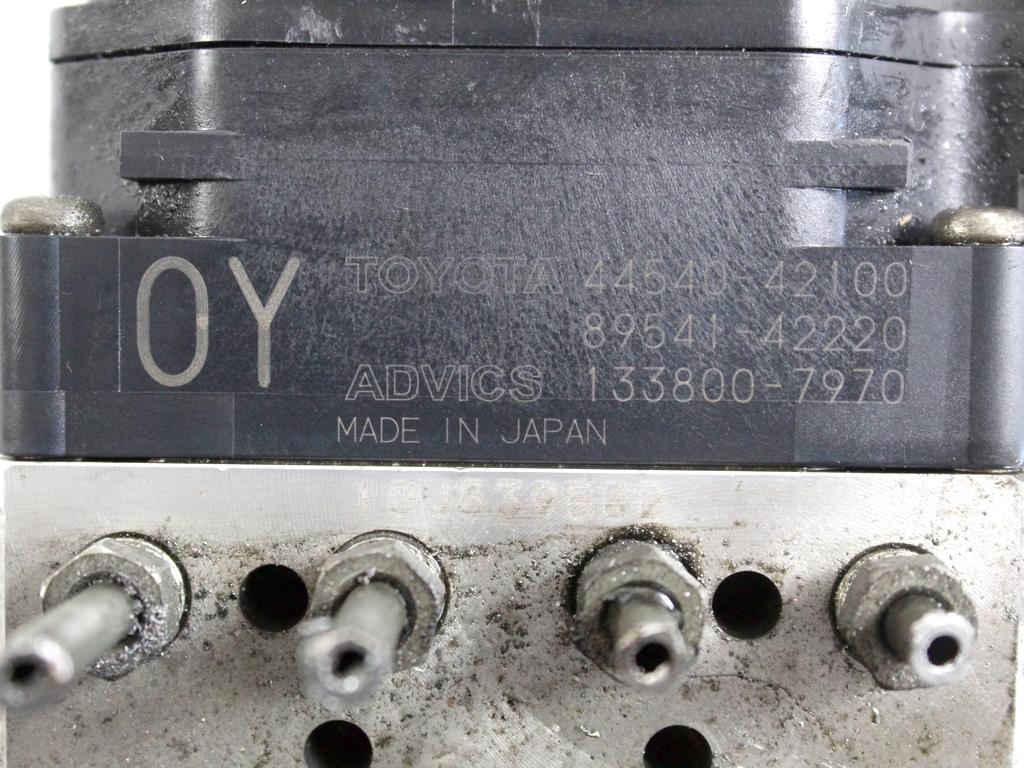 0Y
TOYOTA 44540-42100
89541-42220
ADVICS 133800-7970
MADE IN JAPAN